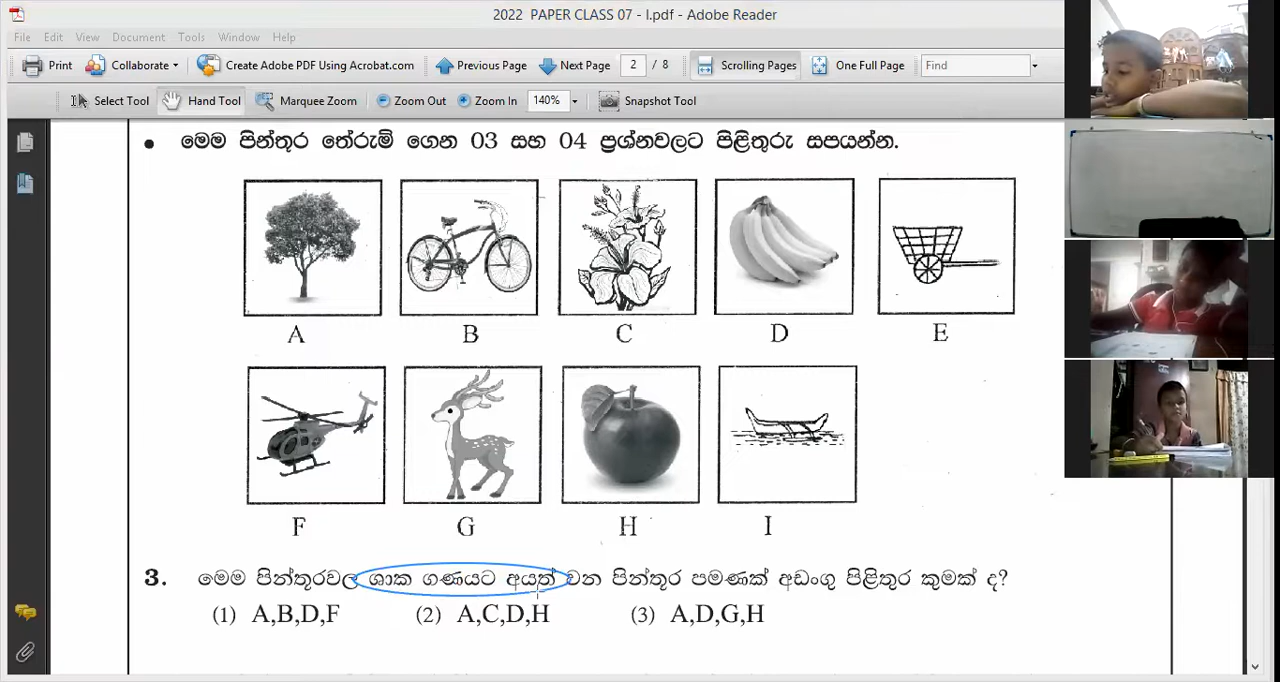 2022 PAPER CLASS 07 - I.pdf - Adobe Reader
File Edit View Document Tools Window Help
Print Collaborate Create Adobe PDF Using Acrobat.com Previous Page Next Page 2 / 8 Scrolling Pages One Full Page Find
Select Tool Hand Tool Marquee Zoom Zoom Out Zoom In 140% Snapshot Tool
• මෙම පින්තූර තේරුම් ගෙන 03 සහ 04 ප්‍රශ්නවලට පිළිතුරු සපයන්න.
A B C D E
F G H I
3. මෙම පින්තූරවල ශාක ගණයට අයත් වන පින්තූර පමණක් අඩංගු පිළිතුර කුමක් ද?
(1) A,B,D,F (2) A,C,D,H (3) A,D,G,H